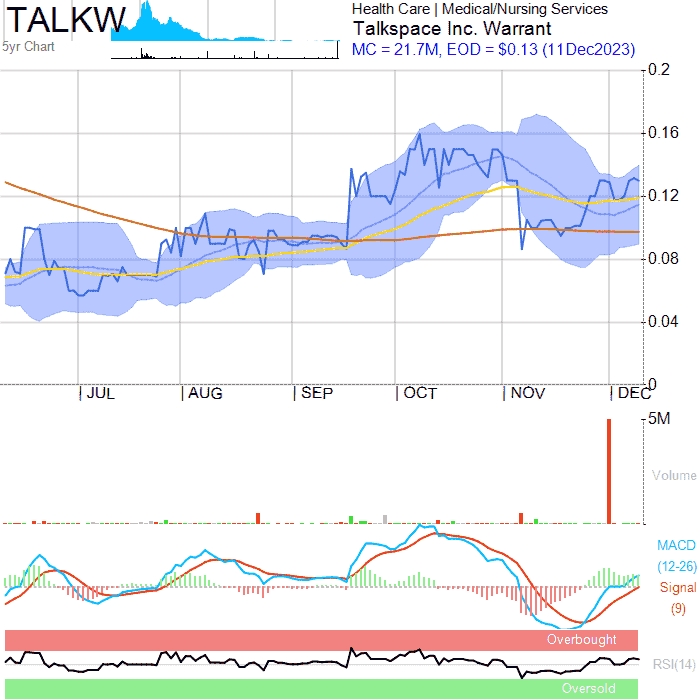 TALKW
5yr Chart
Health Care | Medical/Nursing Services
Talkspace Inc. Warrant
MC = 21.7M, EOD = $0.13 (11Dec2023)
0.2
0.16
0.12
0.08
0.04
0
| JUL | AUG | SEP | OCT | NOV | DEC
5M
Volume
MACD
(12-26)
Signal
(9)
Overbought
RSI(14)
Oversold